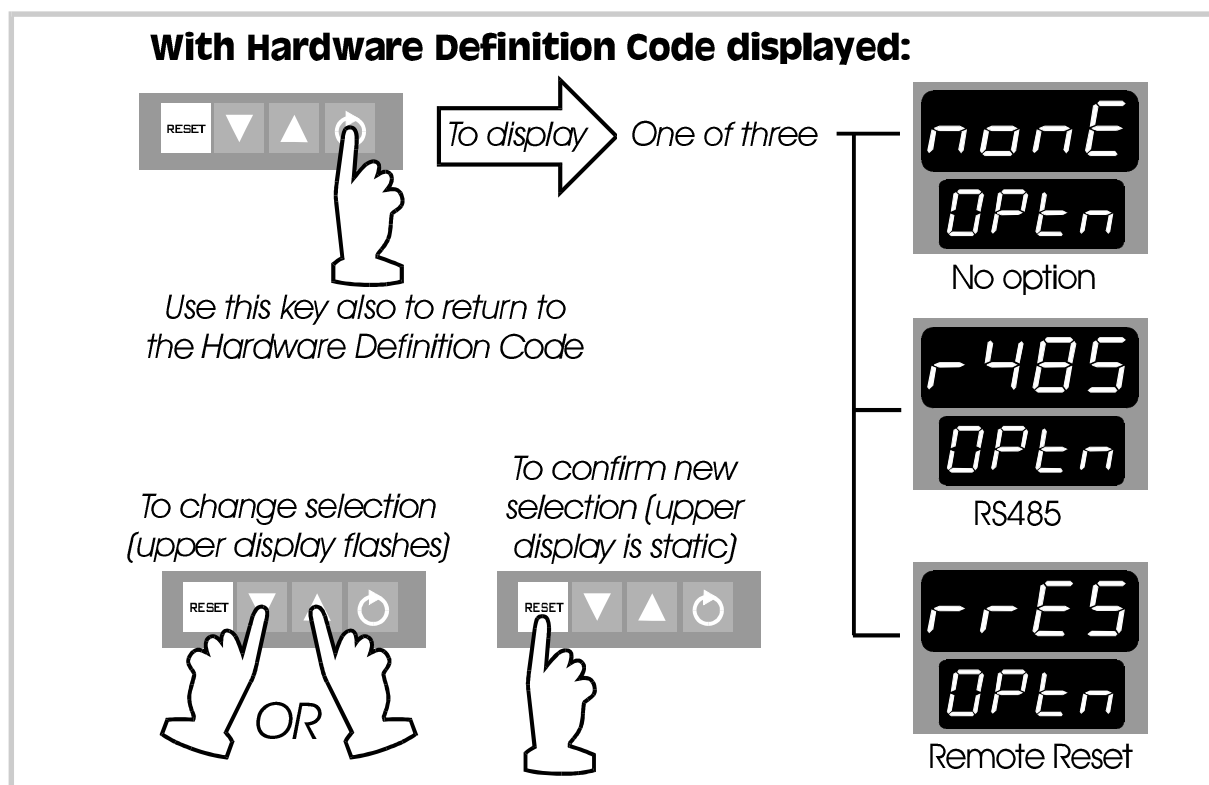 With Hardware Definition Code displayed:
RESET
To display
One of three
nonE
OPtn
No option
Use this key also to return to
the Hardware Definition Code
r485
OPtn
RS485
To change selection
(upper display flashes)
RESET
OR
To confirm new
selection (upper
display is static)
RESET
rrES
OPtn
Remote Reset